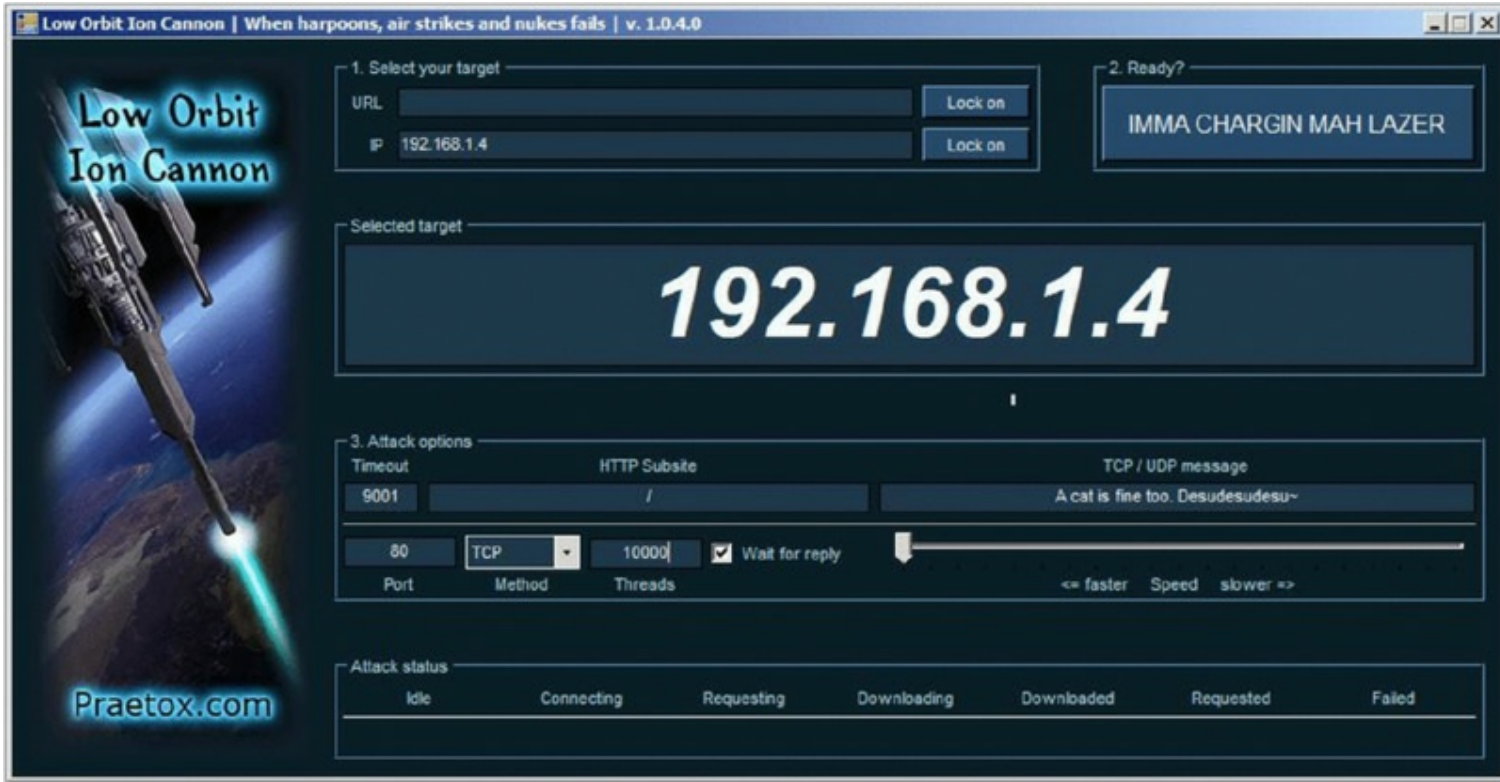 Low Orbit Ion Cannon | When harpoons, air strikes and nukes fails | v. 1.0.4.0
Low Orbit
Ion Cannon
Praetox.com
1. Select your target
URL
Lock on
IP
192.168.1.4
Lock on
2. Ready?
IMMA CHARGIN MAH LAZER
Selected target
192.168.1.4
3. Attack options
Timeout HTTP Subsite TCP / UDP message
9001 / A cat is fine too. Desudesudesu~
80 TCP 10000 Wait for reply
Port Method Threads <= faster Speed slower =>
Attack status
Idle Connecting Requesting Downloading Downloaded Requested Failed